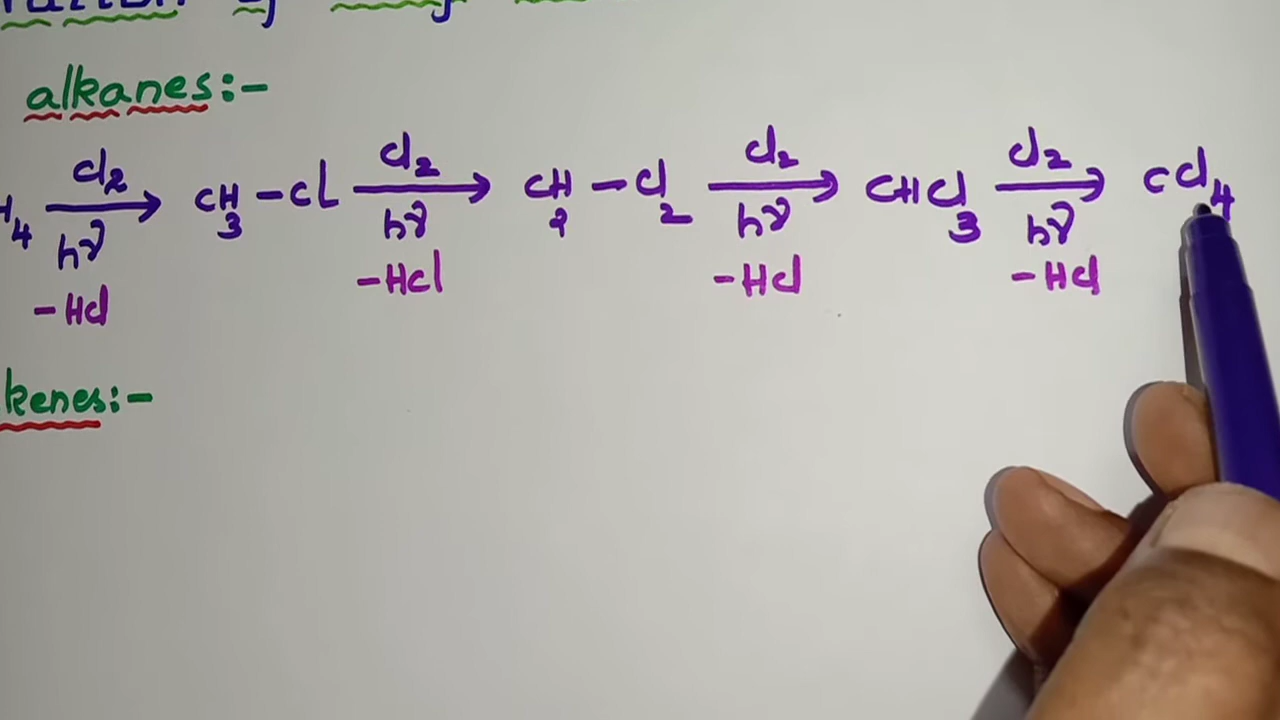 alkanes:-
Cl₂ Cl₂ Cl₂ Cl₂
H₄ → CH₃-Cl → CH₂-Cl₂ → CHCl₃ → CCl₄
hν hν hν hν
-HCl -HCl -HCl -HCl
kenes:-